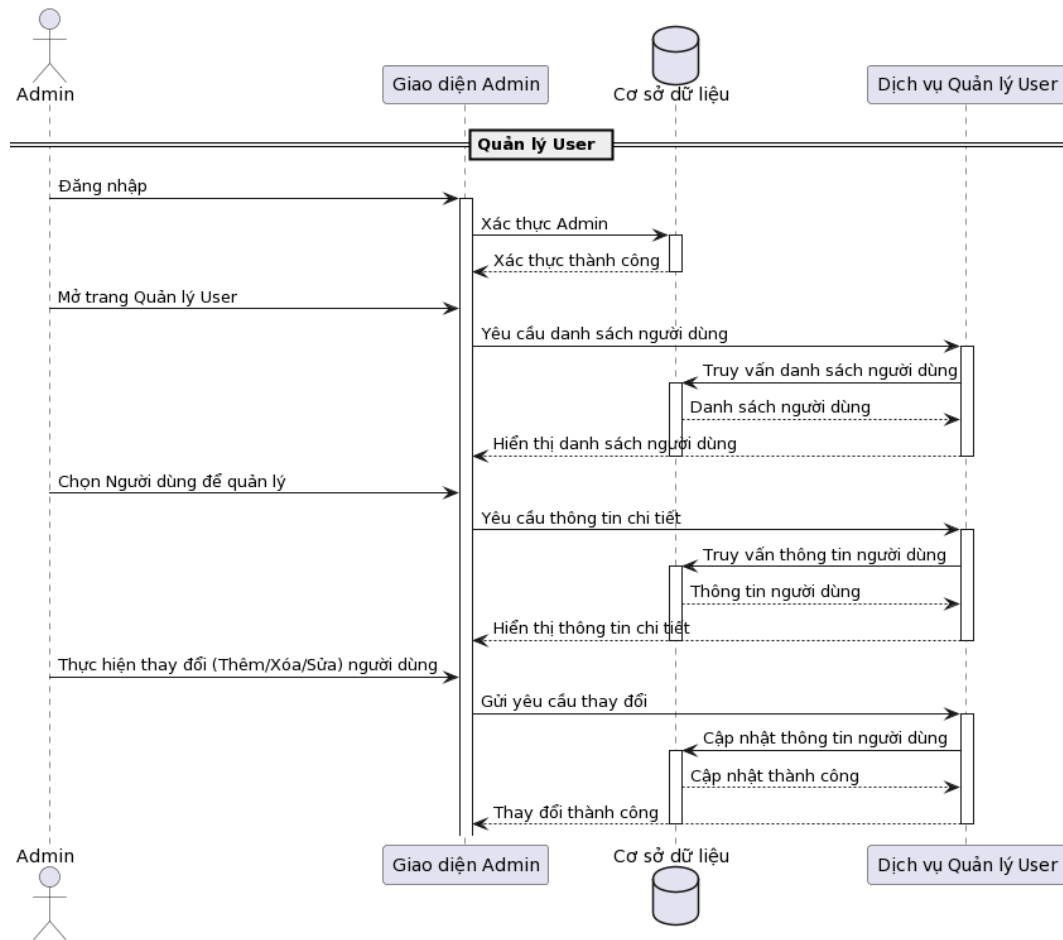 Admin
Giao diện Admin
Cơ sở dữ liệu
Dịch vụ Quản lý User
Quản lý User
Đăng nhập
Xác thực Admin
Xác thực thành công
Mở trang Quản lý User
Yêu cầu danh sách người dùng
Truy vấn danh sách người dùng
Danh sách người dùng
Hiển thị danh sách người dùng
Chọn Người dùng để quản lý
Yêu cầu thông tin chi tiết
Truy vấn thông tin người dùng
Thông tin người dùng
Hiển thị thông tin chi tiết
Thực hiện thay đổi (Thêm/Xóa/Sửa) người dùng
Gửi yêu cầu thay đổi
Cập nhật thông tin người dùng
Cập nhật thành công
Thay đổi thành công
Admin
Giao diện Admin
Cơ sở dữ liệu
Dịch vụ Quản lý User